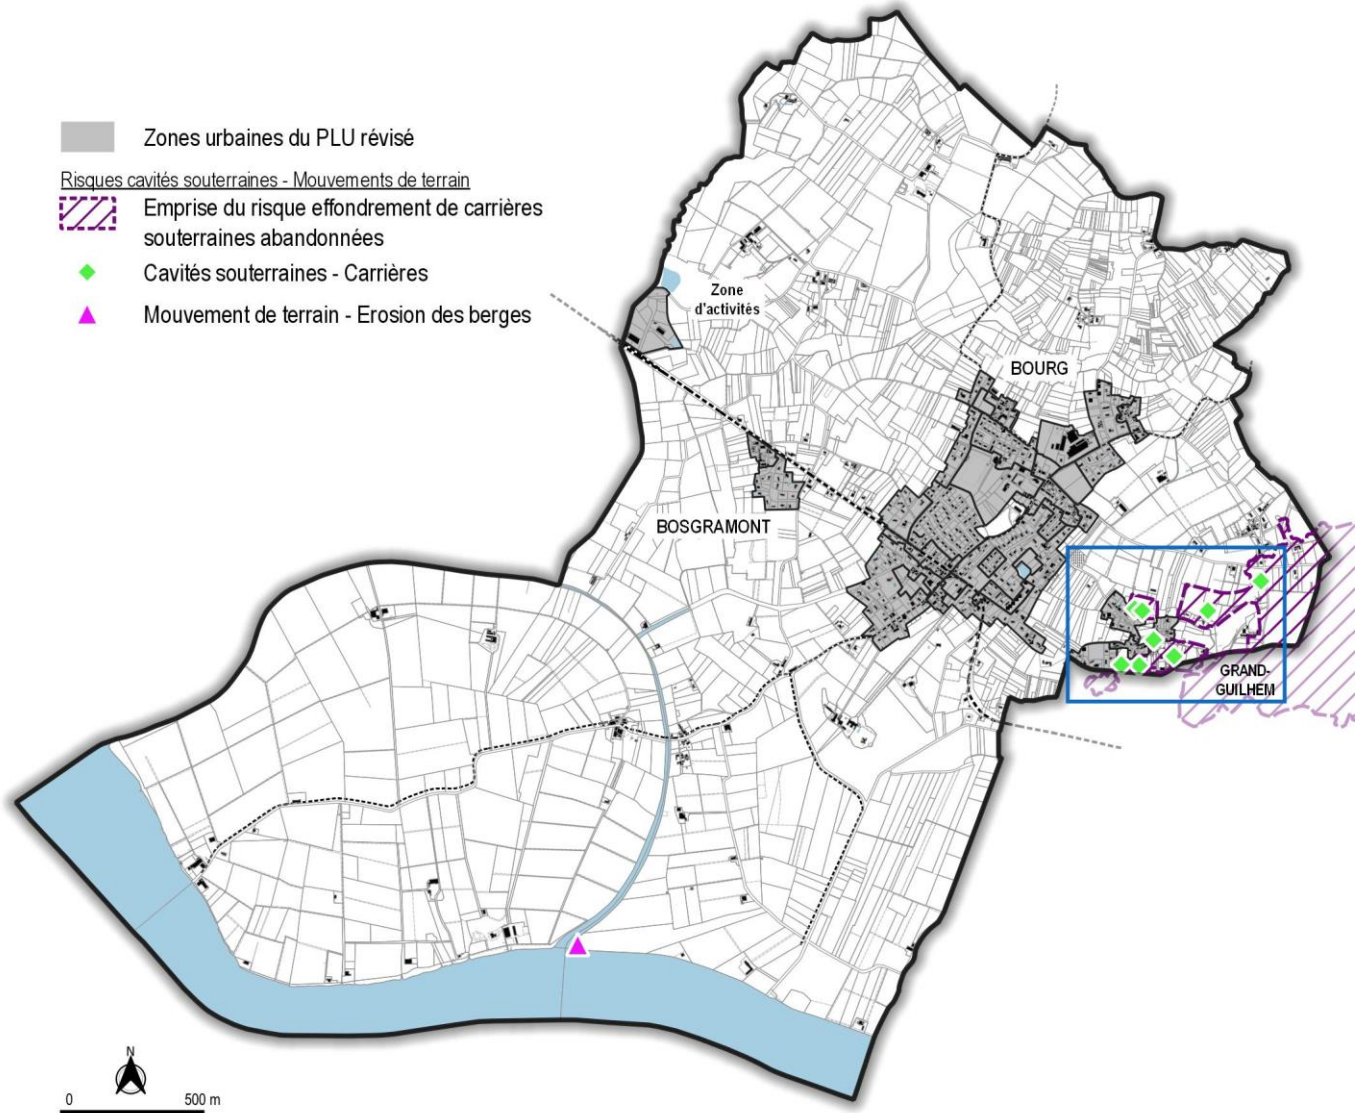 Zones urbaines du PLU révisé
Risques cavités souterraines - Mouvements de terrain
Emprise du risque effondrement de carrières
souterraines abandonnées
Cavités souterraines - Carrières
Mouvement de terrain - Erosion des berges
Zone
d'activités
BOURG
BOSGRAMONT
GRAND-
GUILHEM
N
0 500 m